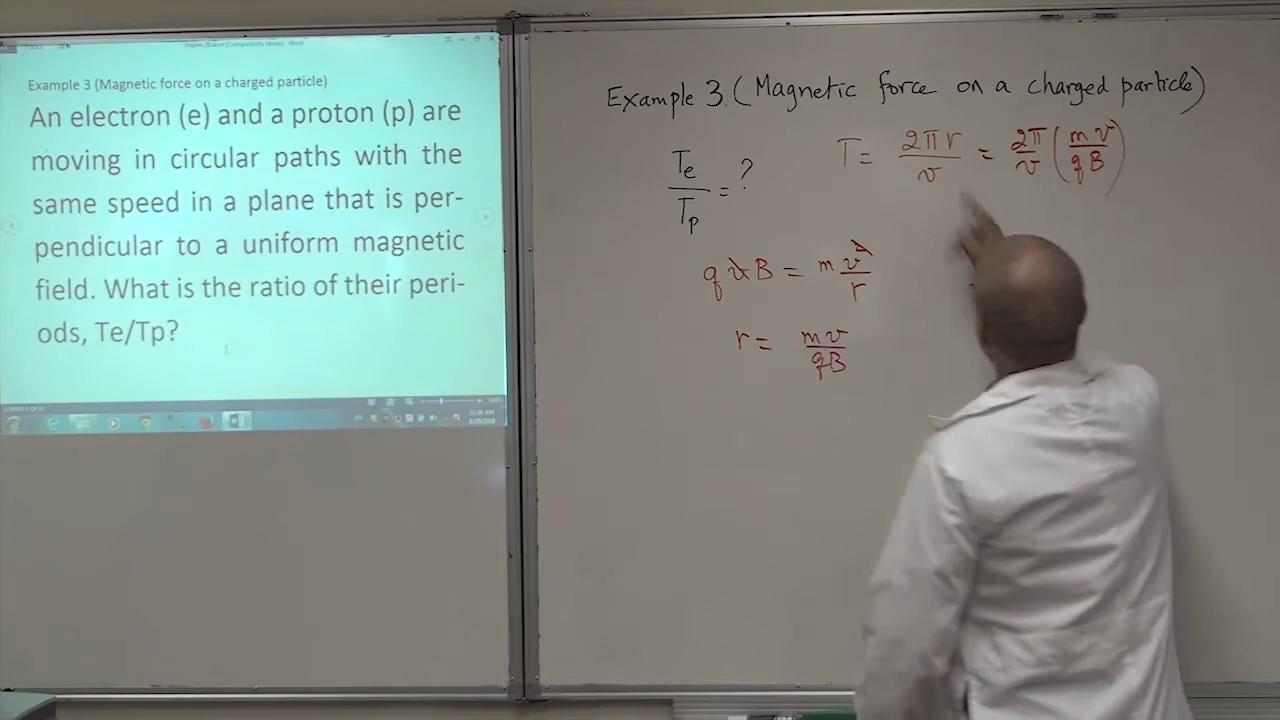 Example 3 (Magnetic force on a charged particle)
An electron (e) and a proton (p) are
moving in circular paths with the
same speed in a plane that is per-
pendicular to a uniform magnetic
field. What is the ratio of their peri-
ods, Te/Tp?
Example 3. (Magnetic force on a charged particle)
T = 2πr/v = 2π/v (mv/qB)
Te/Tp = ?
qvB = m v²/r
r = mv/qB